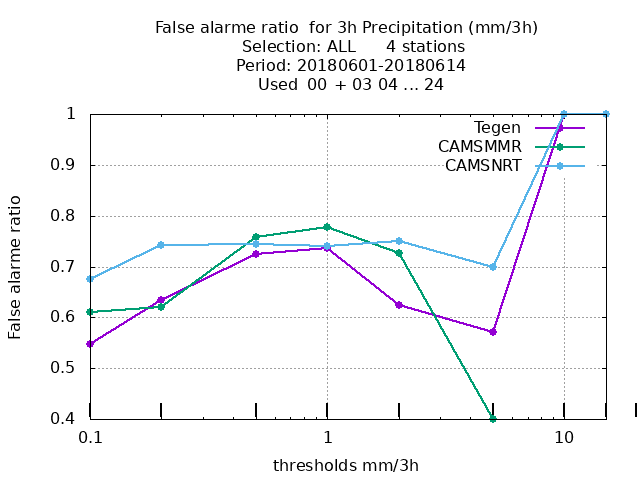 False alarme ratio  for 3h Precipitation (mm/3h)
Selection: ALL      4 stations
Period: 20180601-20180614
Used  00  + 03 04 ... 24
Tegen
CAMSMMR
CAMSNRT
1
0.9
0.8
0.7
0.6
0.5
0.4
False alarme ratio
0.1
1
10
thresholds mm/3h